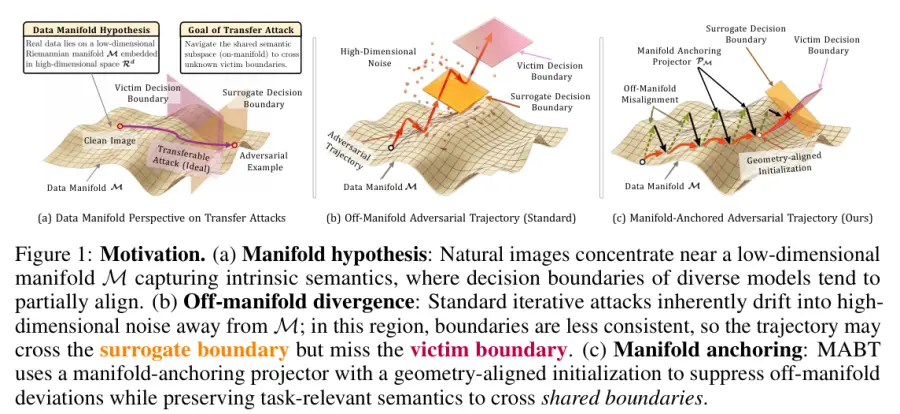 Data Manifold Hypothesis
Real data lies on a low-dimensional
Riemannian manifold 𝓜 embedded
in high-dimensional space 𝓡ᵈ
Goal of Transfer Attack
Navigate the shared semantic
subspace (on-manifold) to cross
unknown victim boundaries.
Victim Decision
Boundary
Surrogate Decision
Boundary
Clean Image
Transferable
Attack (Ideal)
Adversarial
Example
Data Manifold 𝓜
(a) Data Manifold Perspective on Transfer Attacks
High-Dimensional
Noise
Victim Decision
Boundary
Surrogate Decision
Boundary
Adversarial
Trajectory
Data Manifold 𝓜
(b) Off-Manifold Adversarial Trajectory (Standard)
Surrogate Decision
Boundary
Victim Decision
Boundary
Manifold Anchoring
Projector 𝓟𝓜
Off-Manifold
Misalignment
Geometry-aligned
Initialization
Data Manifold 𝓜
(c) Manifold-Anchored Adversarial Trajectory (Ours)
Figure 1: Motivation. (a) Manifold hypothesis: Natural images concentrate near a low-dimensional
manifold 𝓜 capturing intrinsic semantics, where decision boundaries of diverse models tend to
partially align. (b) Off-manifold divergence: Standard iterative attacks inherently drift into high-
dimensional noise away from 𝓜; in this region, boundaries are less consistent, so the trajectory may
cross the surrogate boundary but miss the victim boundary. (c) Manifold anchoring: MABT
uses a manifold-anchoring projector with a geometry-aligned initialization to suppress off-manifold
deviations while preserving task-relevant semantics to cross shared boundaries.